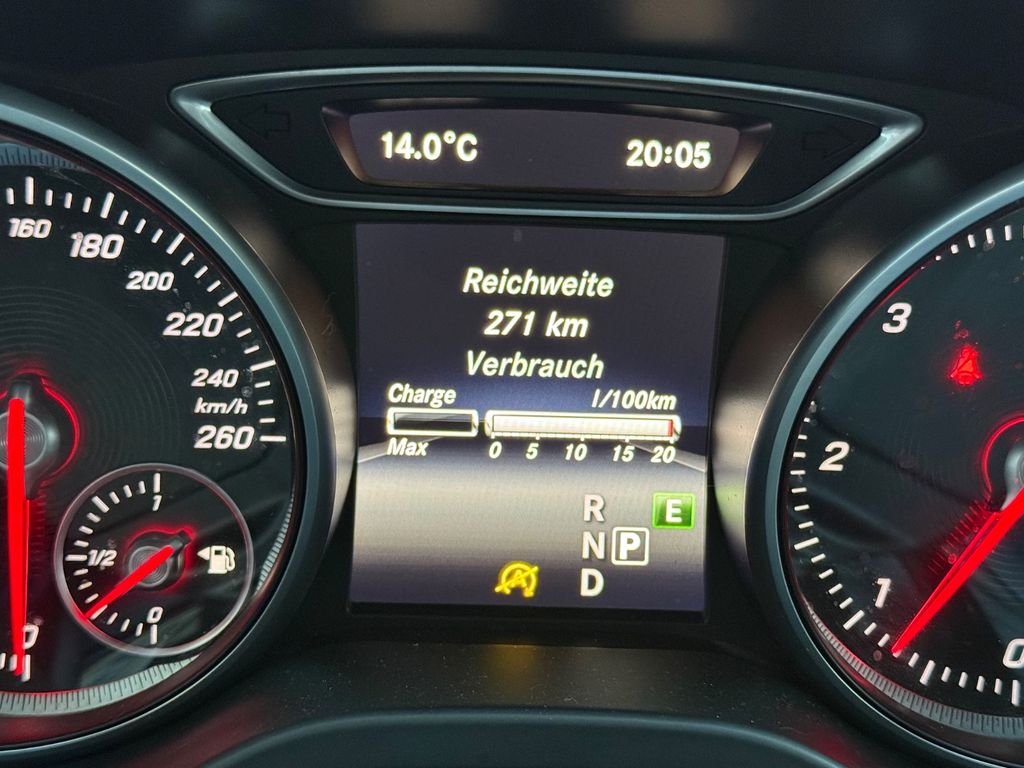 14.0°C 20:05
Reichweite
271 km
Verbrauch
Charge l/100km
Max 0 5 10 15 20
R E
N P
D
160
180
200
220
240
km/h
260
0
1
1/2
0
3
2
1
0